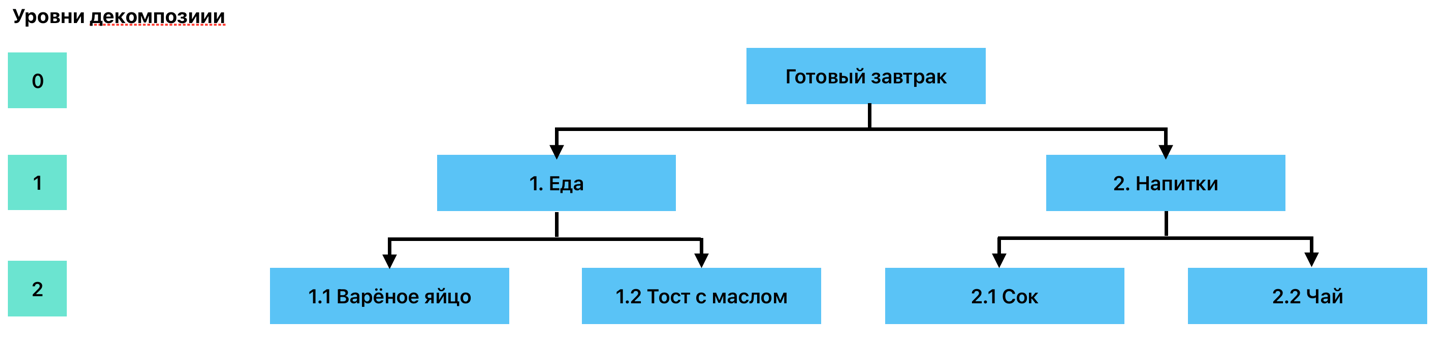 Уровни декомпозиии
0
Готовый завтрак
1
1. Еда
2. Напитки
2
1.1 Варёное яйцо
1.2 Тост с маслом
2.1 Сок
2.2 Чай